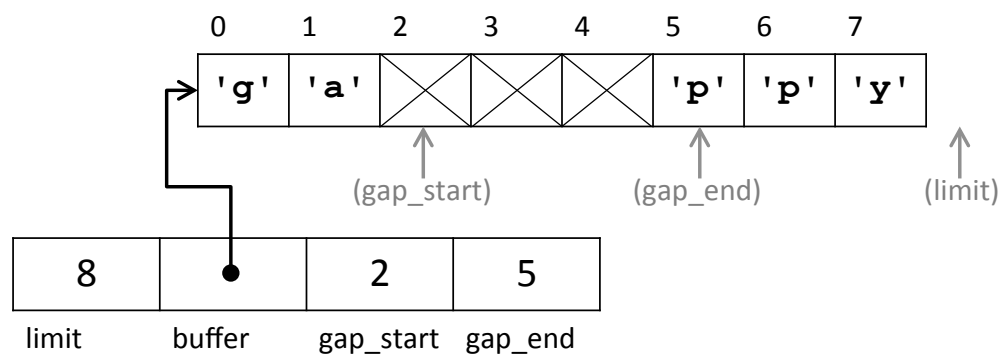 0 1 2 3 4 5 6 7
'g' 'a' 'p' 'p' 'y'
(gap_start) (gap_end) (limit)
8 2 5
limit buffer gap_start gap_end